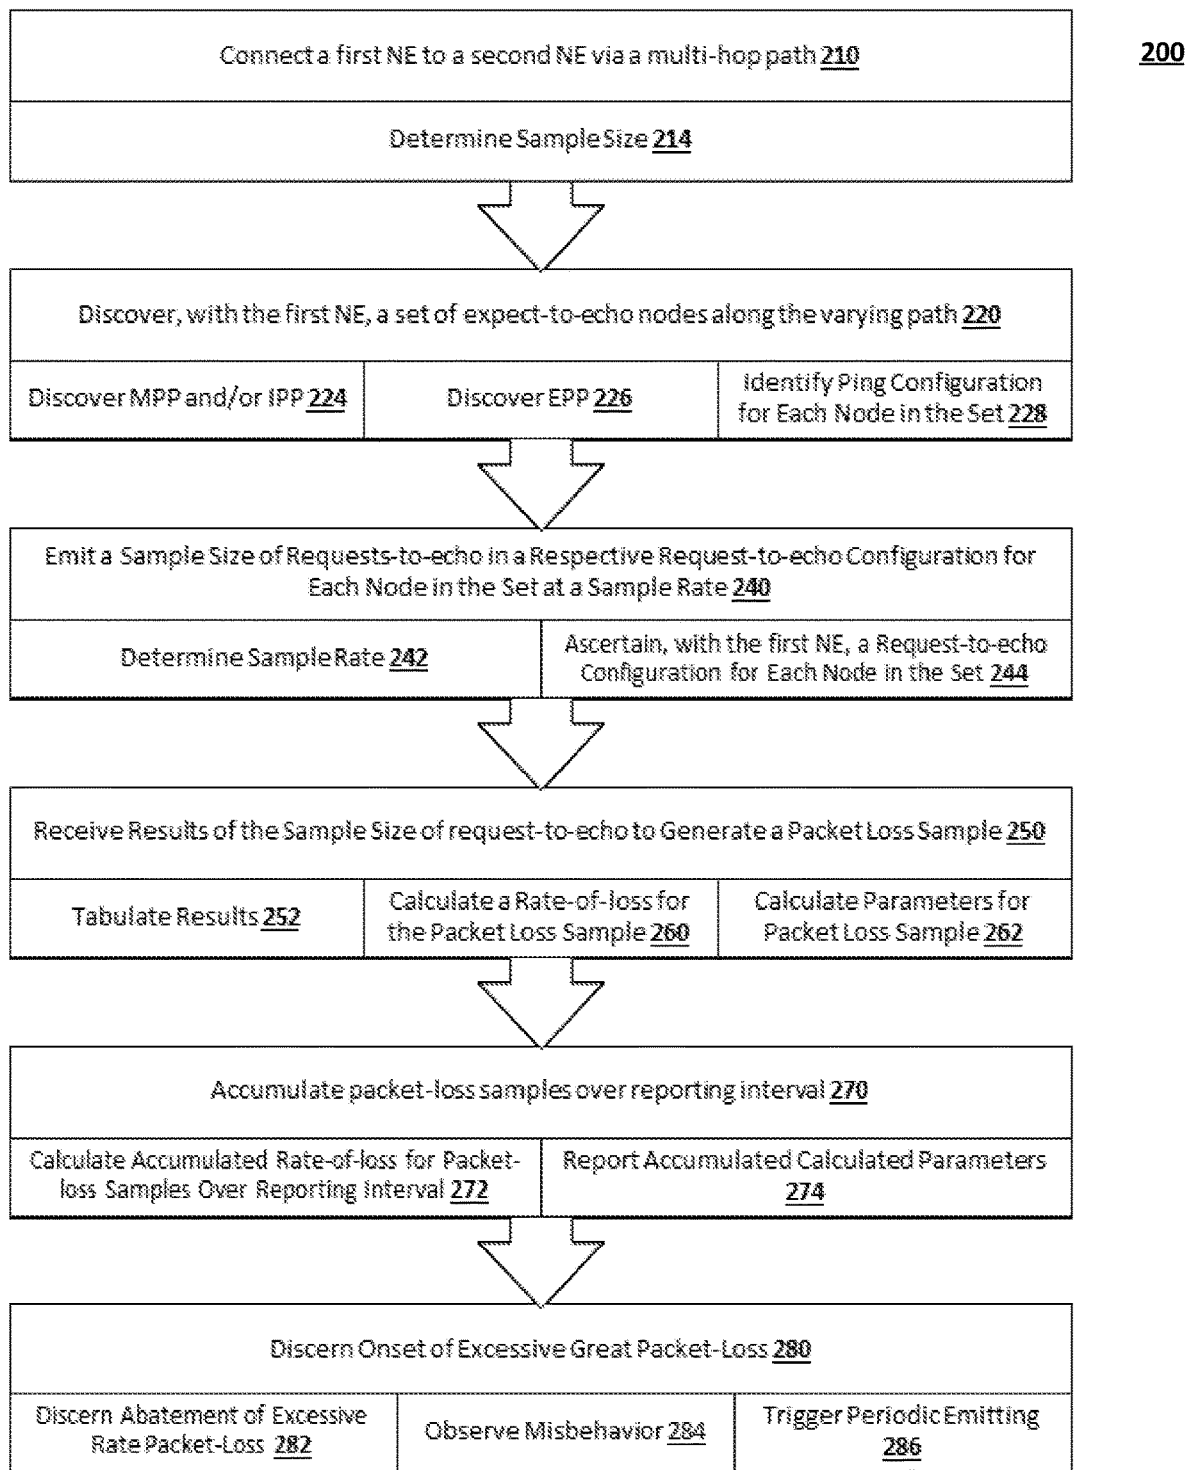 Connect a first NE to a second NE via a multi-hop path 210
200
Determine Sample Size 214
Discover, with the first NE, a set of expect-to-echo nodes along the varying path 220
Discover MPP and/or IPP 224
Discover EPP 226
Identify Ping Configuration
for Each Node in the Set 228
Emit a Sample Size of Requests-to-echo in a Respective Request-to-echo Configuration for
Each Node in the Set at a Sample Rate 240
Determine Sample Rate 242
Ascertain, with the first NE, a Request-to-echo
Configuration for Each Node in the Set 244
Receive Results of the Sample Size of request-to-echo to Generate a Packet Loss Sample 250
Tabulate Results 252
Calculate a Rate-of-loss for
the Packet Loss Sample 260
Calculate Parameters for
Packet Loss Sample 262
Accumulate packet-loss samples over reporting interval 270
Calculate Accumulated Rate-of-loss for Packet-
loss Samples Over Reporting Interval 272
Report Accumulated Calculated Parameters
274
Discern Onset of Excessive Great Packet-Loss 280
Discern Abatement of Excessive
Rate Packet-Loss 282
Observe Misbehavior 284
Trigger Periodic Emitting
286